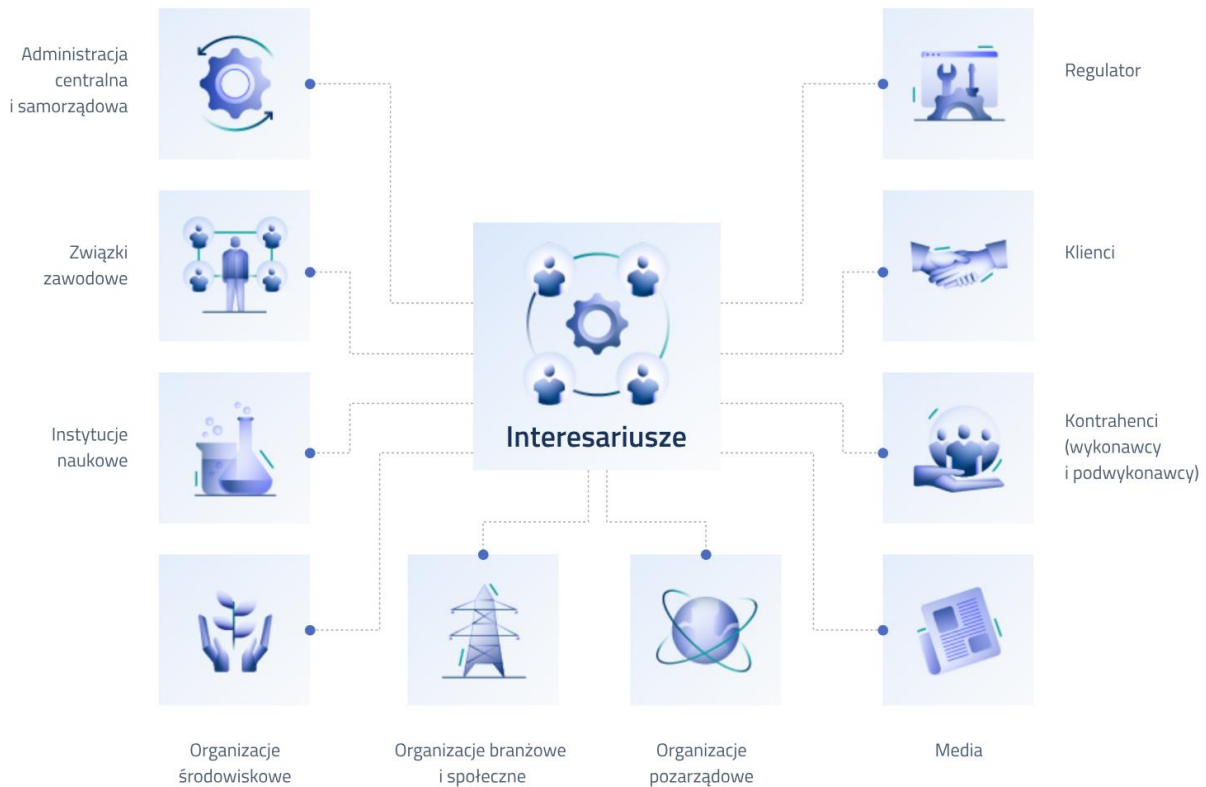 Administracja
centralna
i samorządowa
Regulator
Związki
zawodowe
Klienci
Instytucje
naukowe
Kontrahenci
(wykonawcy
i podwykonawcy)
Interesariusze
Organizacje
środowiskowe
Organizacje branżowe
i społeczne
Organizacje
pozarządowe
Media